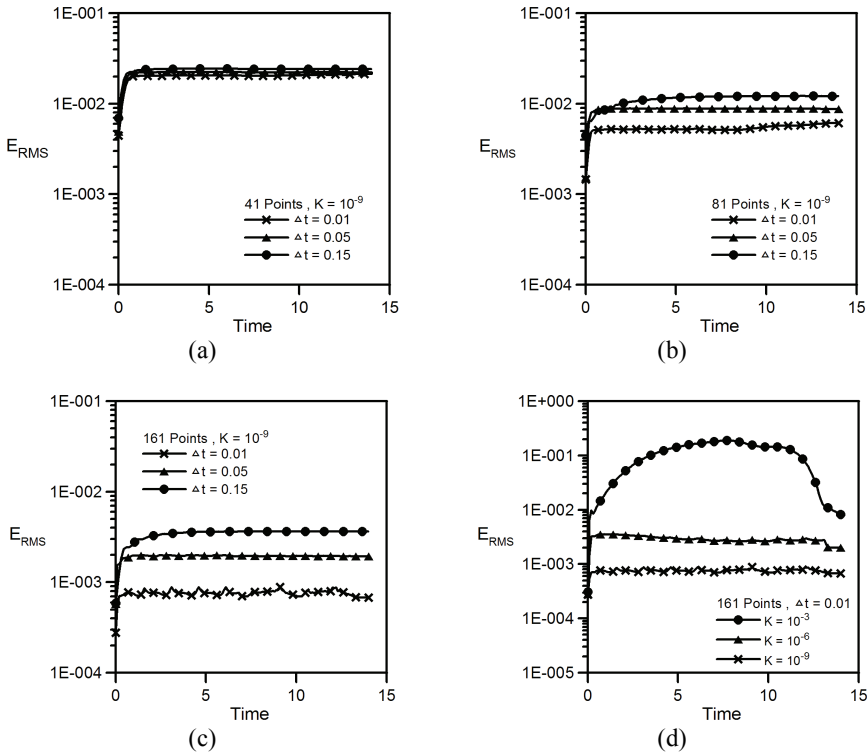 1E-001
1E-002
E_RMS
1E-003
1E-004
41 Points , K = 10^-9
△t = 0.01
△t = 0.05
△t = 0.15
0 5 10 15
Time
(a)
1E-001
1E-002
E_RMS
1E-003
1E-004
81 Points , K = 10^-9
△t = 0.01
△t = 0.05
△t = 0.15
0 5 10 15
Time
(b)
1E-001
1E-002
E_RMS
1E-003
1E-004
161 Points , K = 10^-9
△t = 0.01
△t = 0.05
△t = 0.15
0 5 10 15
Time
(c)
1E+000
1E-001
1E-002
E_RMS
1E-003
1E-004
1E-005
161 Points , △t = 0.01
K = 10^-3
K = 10^-6
K = 10^-9
0 5 10 15
Time
(d)